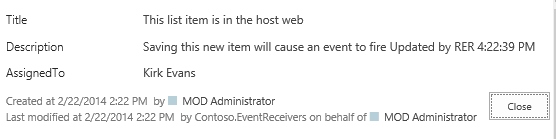 Title This list item is in the host web
Description Saving this new item will cause an event to fire Updated by RER 4:22:39 PM
AssignedTo Kirk Evans
Created at 2/22/2014 2:22 PM by MOD Administrator
Last modified at 2/22/2014 2:22 PM by Contoso.EventReceivers on behalf of MOD Administrator
Close